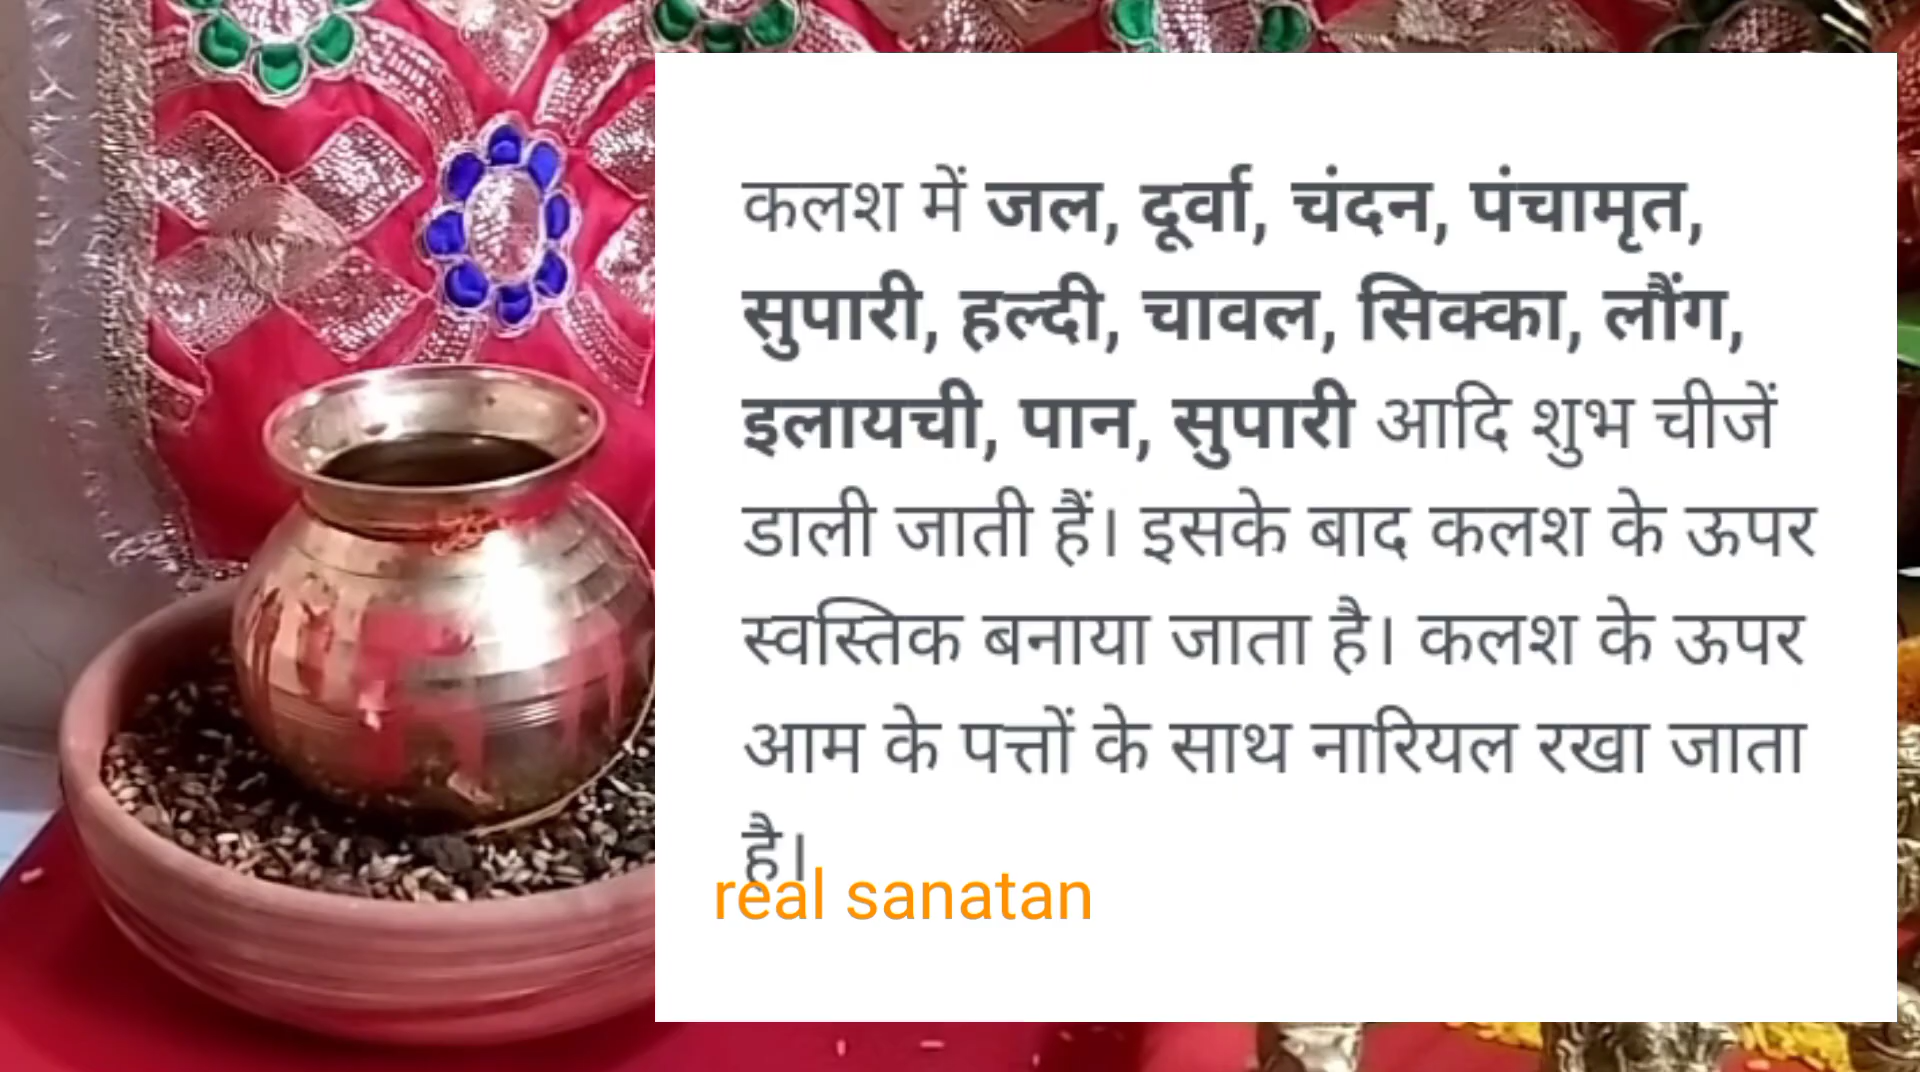 कलश में जल, दूर्वा, चंदन, पंचामृत,
सुपारी, हल्दी, चावल, सिक्का, लौंग,
इलायची, पान, सुपारी आदि शुभ चीजें
डाली जाती हैं। इसके बाद कलश के ऊपर
स्वस्तिक बनाया जाता है। कलश के ऊपर
आम के पत्तों के साथ नारियल रखा जाता
है।
real sanatan